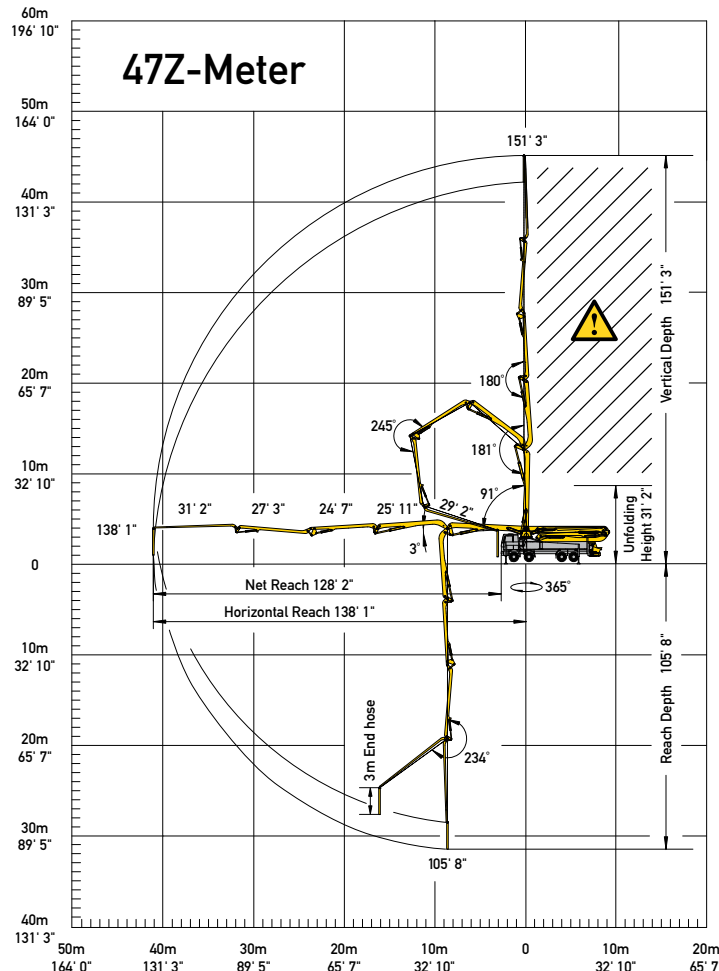 60m
196' 10"
47Z-Meter
50m
164' 0"
151' 3"
40m
131' 3"
30m
89' 5"
Vertical Depth 151' 3"
20m
65' 7"
180°
245°
181°
10m
32' 10"
91°
29' 2"
31' 2"
27' 3"
24' 7"
25' 11"
Unfolding
Height 31' 2"
138' 1"
3°
0
Net Reach 128' 2"
365°
Horizontal Reach 138' 1"
10m
32' 10"
Reach Depth 105' 8"
3m End hose
20m
65' 7"
234°
30m
89' 5"
105' 8"
40m
131' 3"
50m 40m 30m 20m 10m 0 10m 20m
164' 0" 131' 3" 89' 5" 65' 7" 32' 10" 32' 10" 65' 7